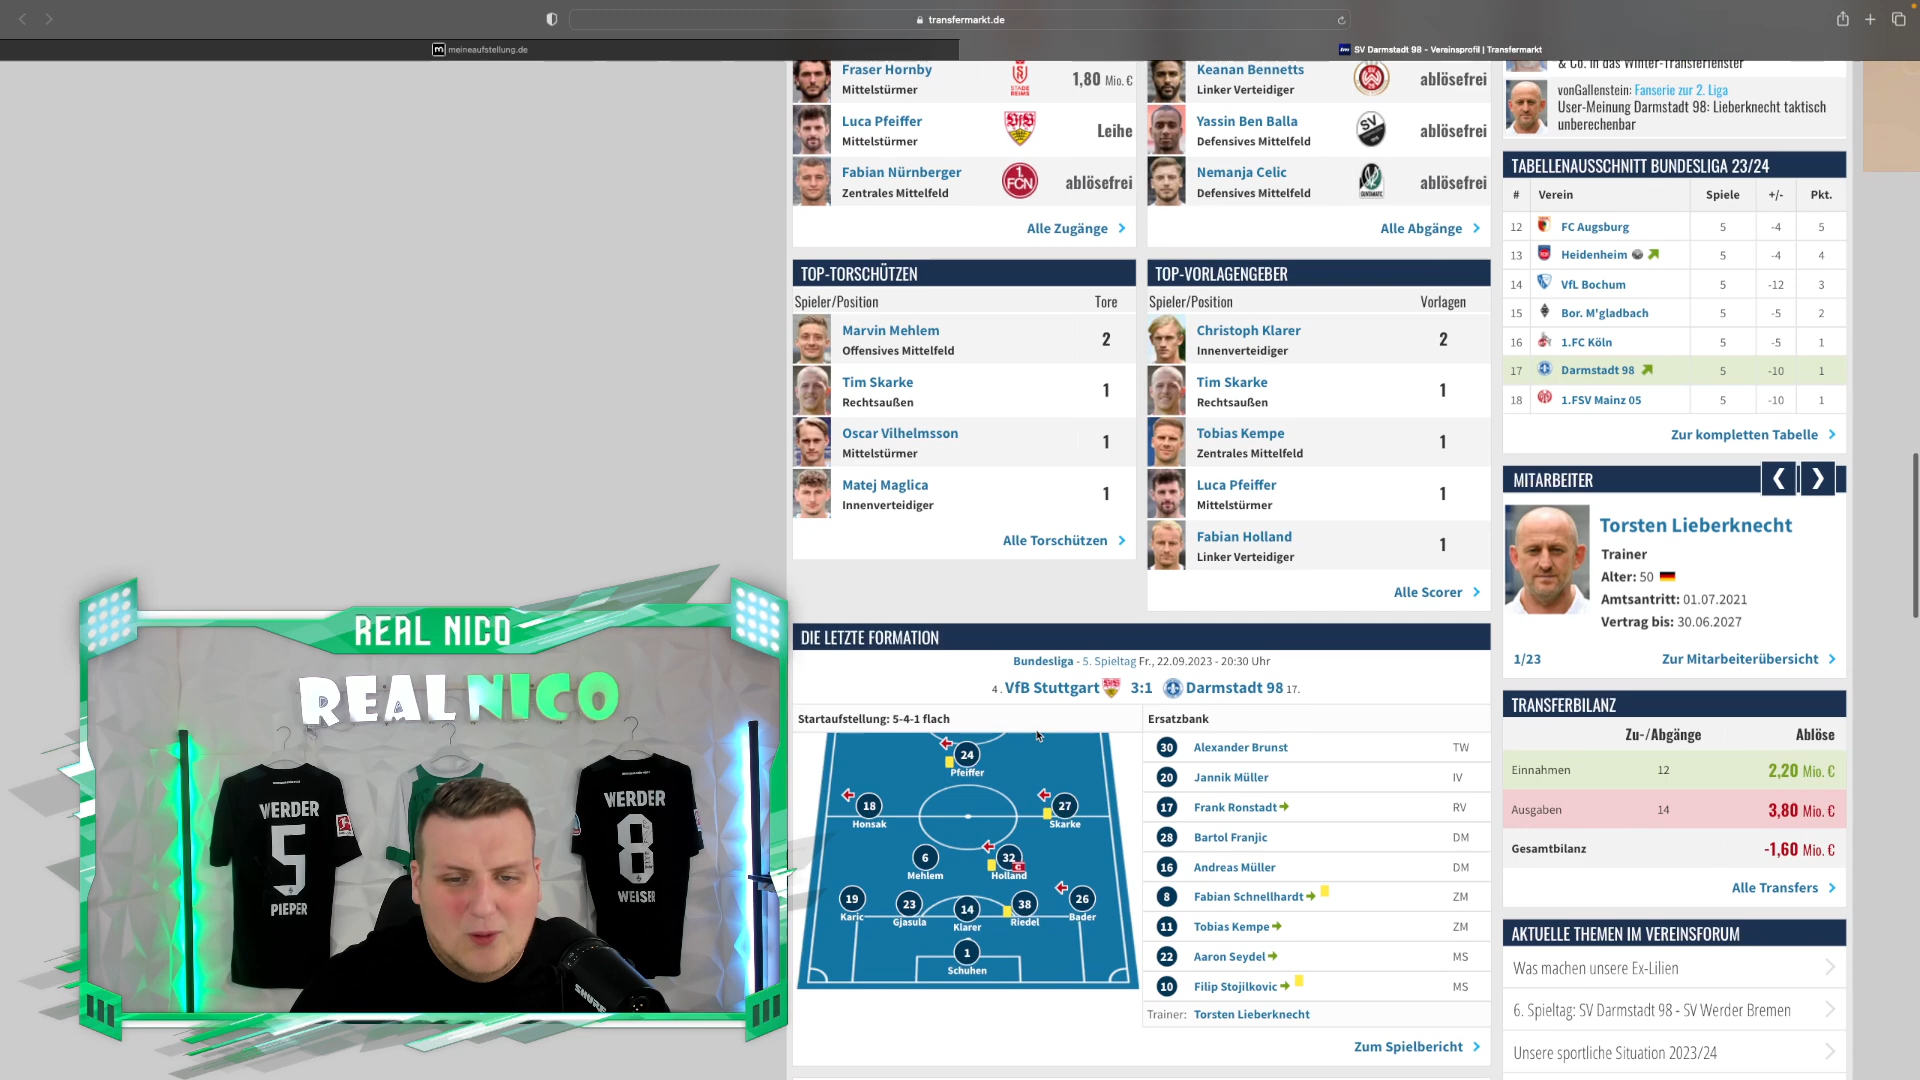 transfermarkt.de
meineaufstellung.de
SV Darmstadt 98 - Vereinsprofil | Transfermarkt
Fraser Hornby
Mittelstürmer
1,80 Mio. €
Luca Pfeiffer
Mittelstürmer
Leihe
Fabian Nürnberger
Zentrales Mittelfeld
ablösefrei
Alle Zugänge
Keanan Bennetts
Linker Verteidiger
ablösefrei
Yassin Ben Balla
Defensives Mittelfeld
ablösefrei
Nemanja Celic
Defensives Mittelfeld
ablösefrei
Alle Abgänge
TOP-TORSCHÜTZEN
Spieler/Position Tore
Marvin Mehlem
Offensives Mittelfeld
2
Tim Skarke
Rechtsaußen
1
Oscar Vilhelmsson
Mittelstürmer
1
Matej Maglica
Innenverteidiger
1
Alle Torschützen
TOP-VORLAGENGEBER
Spieler/Position Vorlagen
Christoph Klarer
Innenverteidiger
2
Tim Skarke
Rechtsaußen
1
Tobias Kempe
Zentrales Mittelfeld
1
Luca Pfeiffer
Mittelstürmer
1
Fabian Holland
Linker Verteidiger
1
Alle Scorer
DIE LETZTE FORMATION
Bundesliga - 5. Spieltag Fr., 22.09.2023 - 20:30 Uhr
4. VfB Stuttgart 3:1 Darmstadt 98 17.
Startaufstellung: 5-4-1 flach
24
Pfeiffer
18
Honsak
27
Skarke
6
Mehlem
32
C
Holland
19
Karic
23
Gjasula
14
Klarer
38
Riedel
26
Bader
1
Schuhen
Ersatzbank
30 Alexander Brunst TW
20 Jannik Müller IV
17 Frank Ronstadt RV
28 Bartol Franjic DM
16 Andreas Müller DM
8 Fabian Schnellhardt ZM
11 Tobias Kempe ZM
22 Aaron Seydel MS
10 Filip Stojilkovic MS
Trainer: Torsten Lieberknecht
Zum Spielbericht
& Co. in das Winter-Transferfenster
vonGallenstein: Fanserie zur 2. Liga
User-Meinung Darmstadt 98: Lieberknecht taktisch
unberechenbar
TABELLENAUSSCHNITT BUNDESLIGA 23/24
# Verein Spiele +/- Pkt.
12 FC Augsburg 5 -4 5
13 Heidenheim 5 -4 4
14 VfL Bochum 5 -12 3
15 Bor. M'gladbach 5 -5 2
16 1.FC Köln 5 -5 1
17 Darmstadt 98 5 -10 1
18 1.FSV Mainz 05 5 -10 1
Zur kompletten Tabelle
MITARBEITER
Torsten Lieberknecht
Trainer
Alter: 50
Amtsantritt: 01.07.2021
Vertrag bis: 30.06.2027
1/23 Zur Mitarbeiterübersicht
TRANSFERBILANZ
Zu-/Abgänge Ablöse
Einnahmen 12 2,20 Mio. €
Ausgaben 14 3,80 Mio. €
Gesamtbilanz -1,60 Mio. €
Alle Transfers
AKTUELLE THEMEN IM VEREINSFORUM
Was machen unsere Ex-Lilien
6. Spieltag: SV Darmstadt 98 - SV Werder Bremen
Unsere sportliche Situation 2023/24
REAL NICO
REALNICO
WERDER
5
PIEPER
WERDER
8
WEISER
SHURE